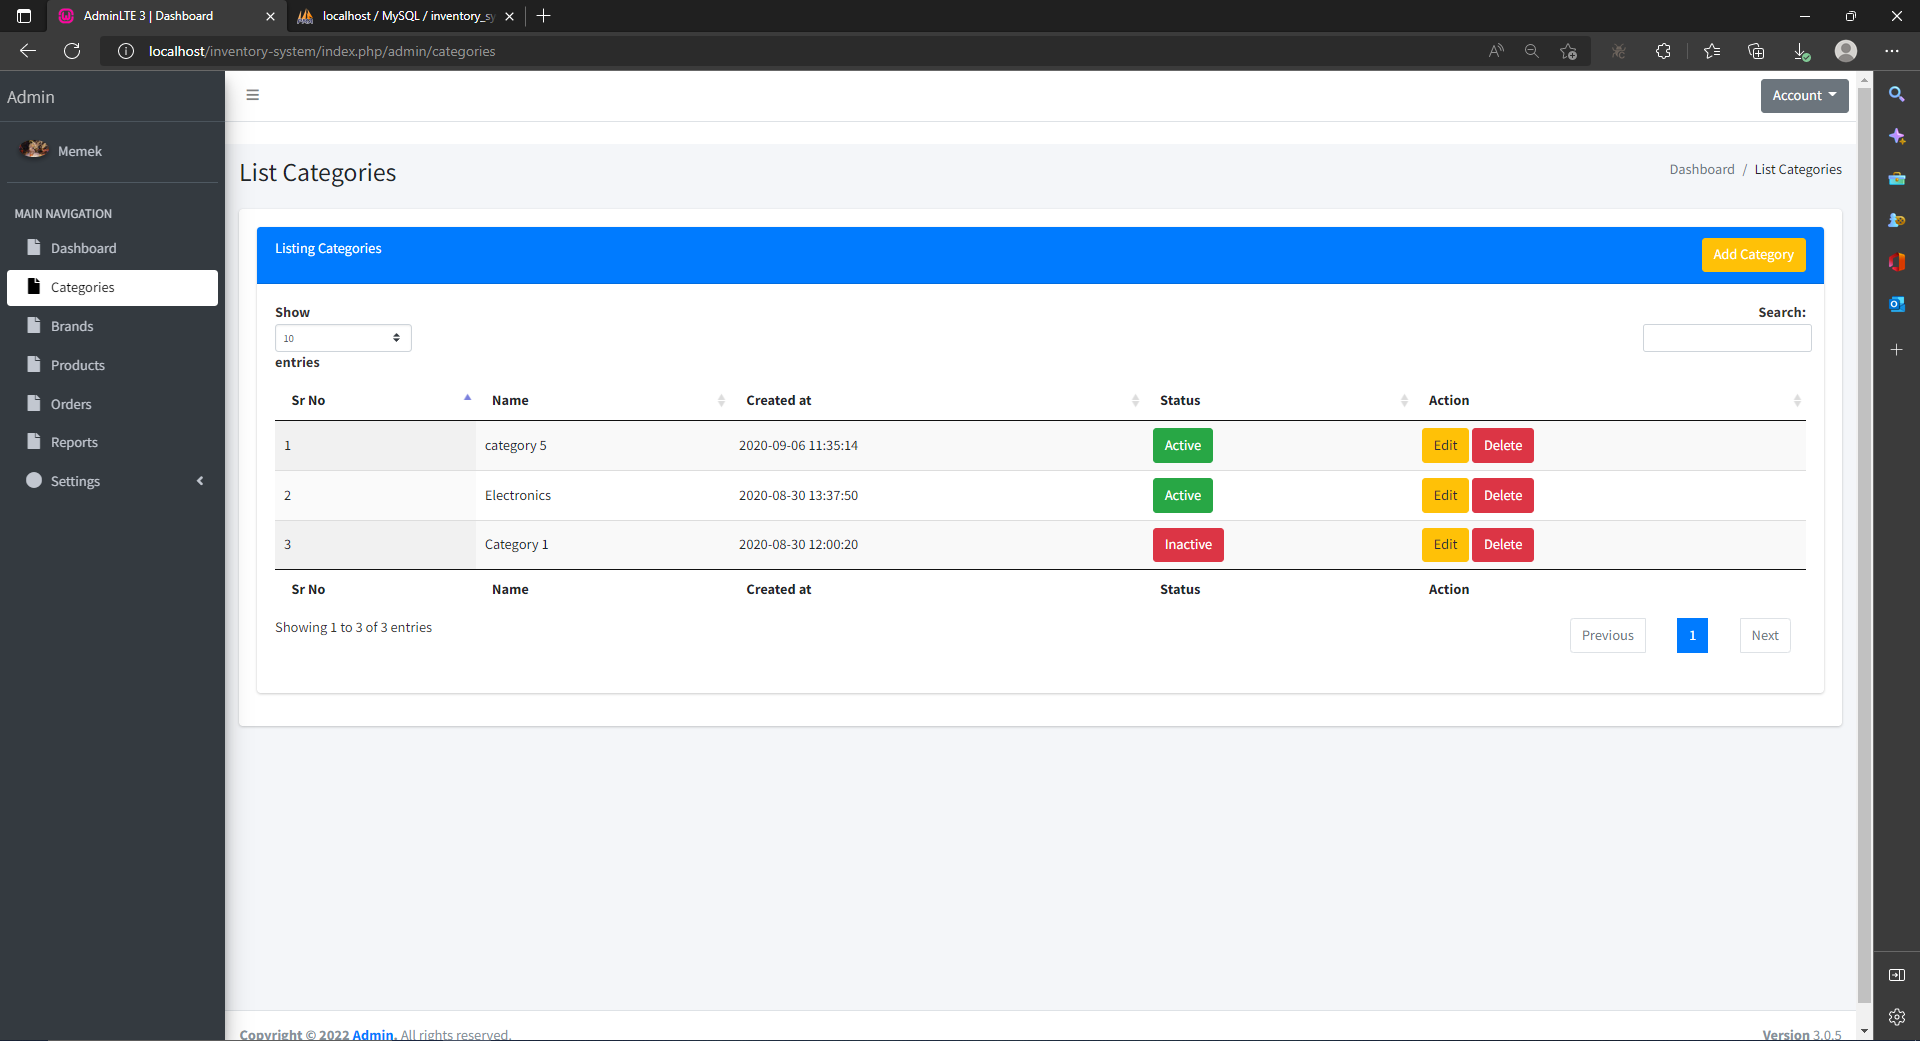 AdminLTE 3 | Dashboard
localhost / MySQL / inventory_sy
localhost/inventory-system/index.php/admin/categories
Admin
Account
Memek
List Categories
Dashboard / List Categories
MAIN NAVIGATION
Dashboard
Categories
Brands
Products
Orders
Reports
Settings
Listing Categories
Add Category
Show
10
entries
Search:
Sr No Name Created at Status Action
1 category 5 2020-09-06 11:35:14 Active Edit Delete
2 Electronics 2020-08-30 13:37:50 Active Edit Delete
3 Category 1 2020-08-30 12:00:20 Inactive Edit Delete
Sr No Name Created at Status Action
Showing 1 to 3 of 3 entries
Previous 1 Next
Copyright © 2022 Admin. All rights reserved.
Version 3.0.5